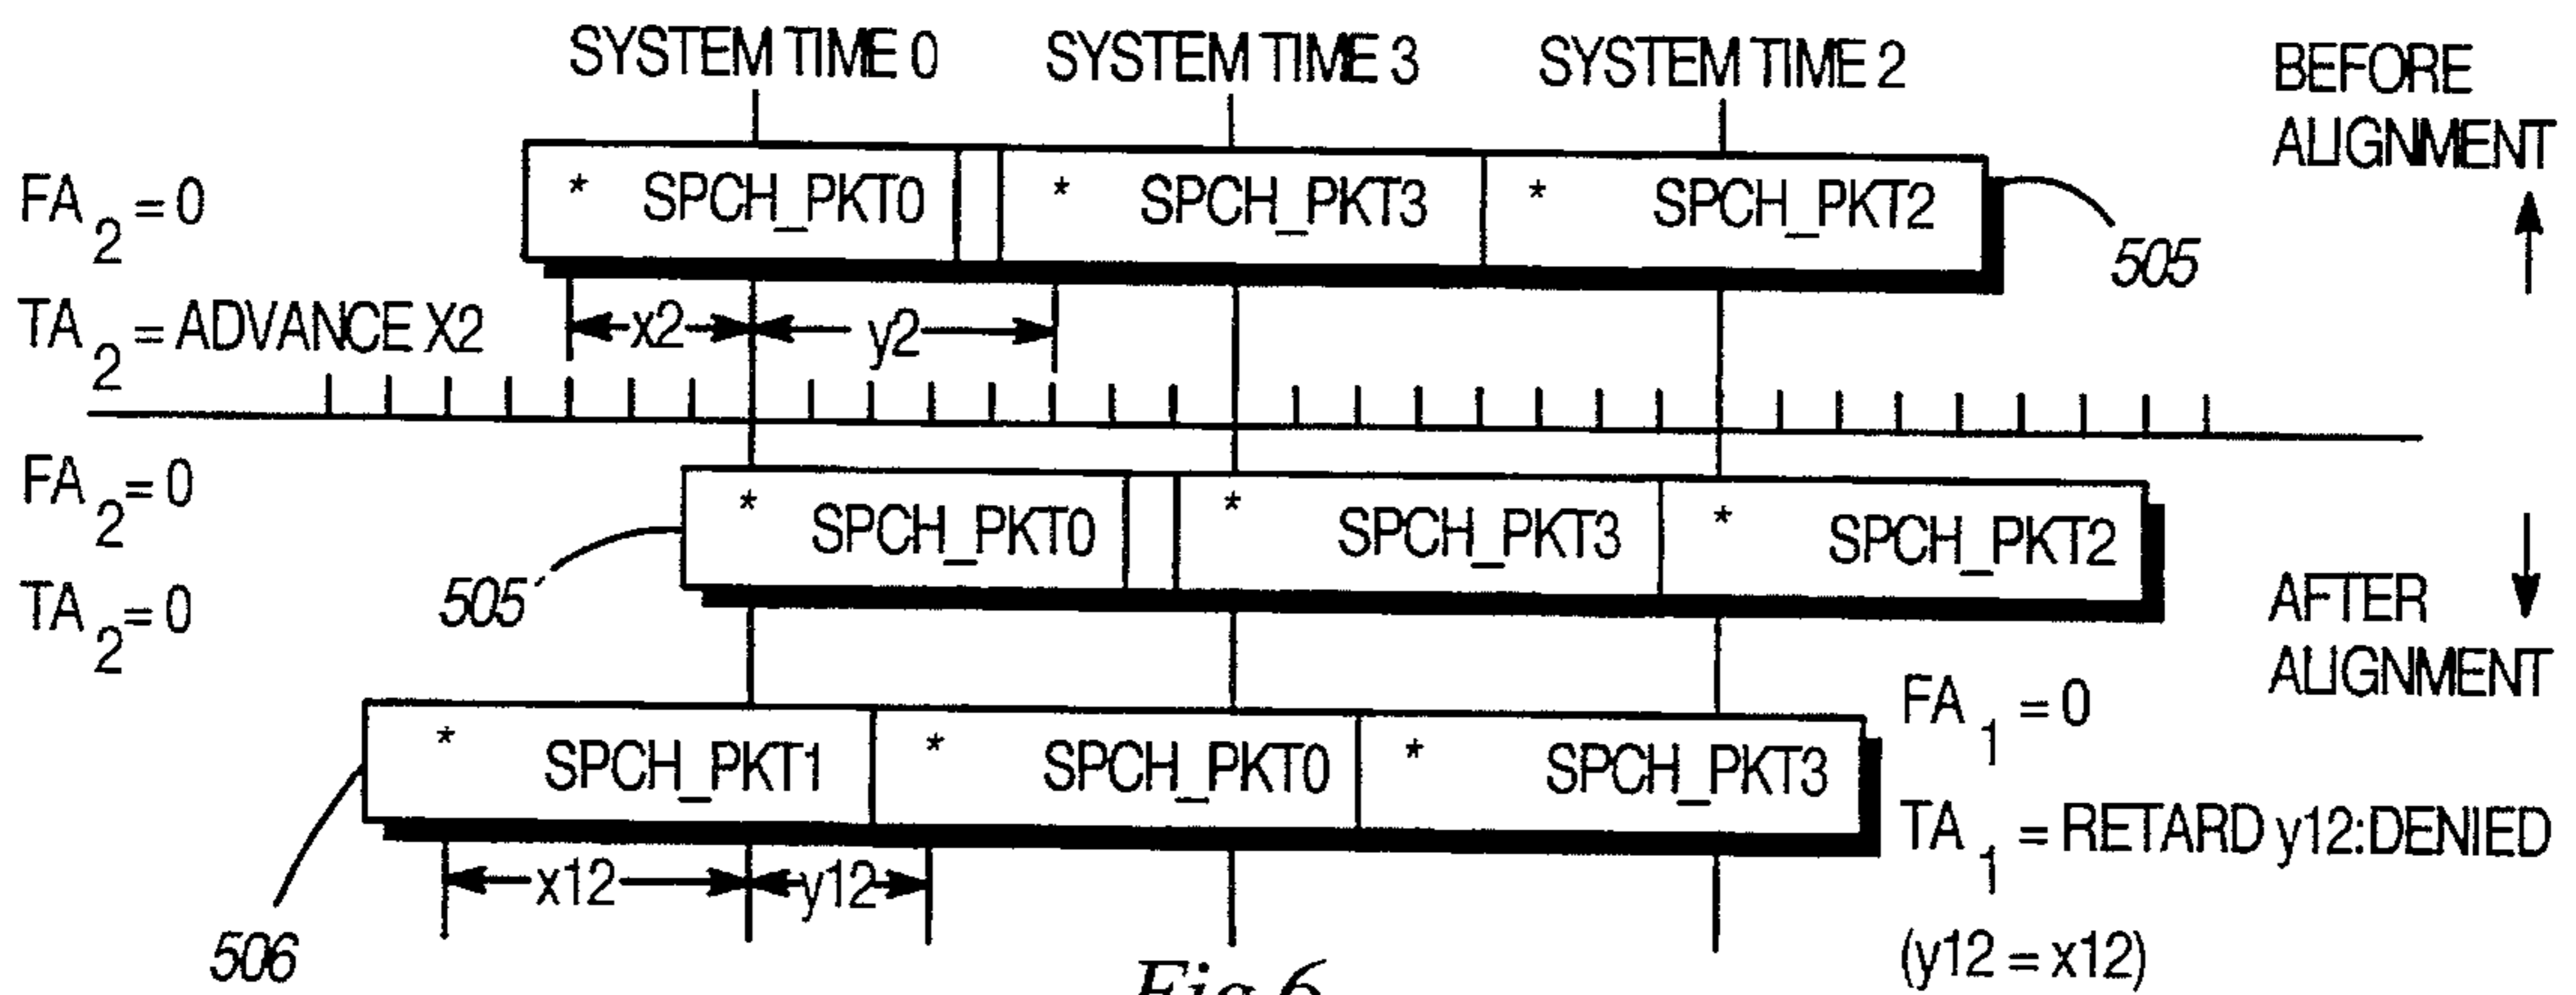 SYSTEM TIME 0 SYSTEM TIME 3 SYSTEM TIME 2
BEFORE
ALIGNMENT
FA2 = 0
* SPCH_PKT0 * SPCH_PKT3 * SPCH_PKT2
505
TA2 = ADVANCE X2
x2 y2
FA2 = 0
* SPCH_PKT0 * SPCH_PKT3 * SPCH_PKT2
505'
TA2 = 0
AFTER
ALIGNMENT
* SPCH_PKT1 * SPCH_PKT0 * SPCH_PKT3
FA1 = 0
TA1 = RETARD y12:DENIED
x12 y12
506
(y12 = x12)
Fig 6